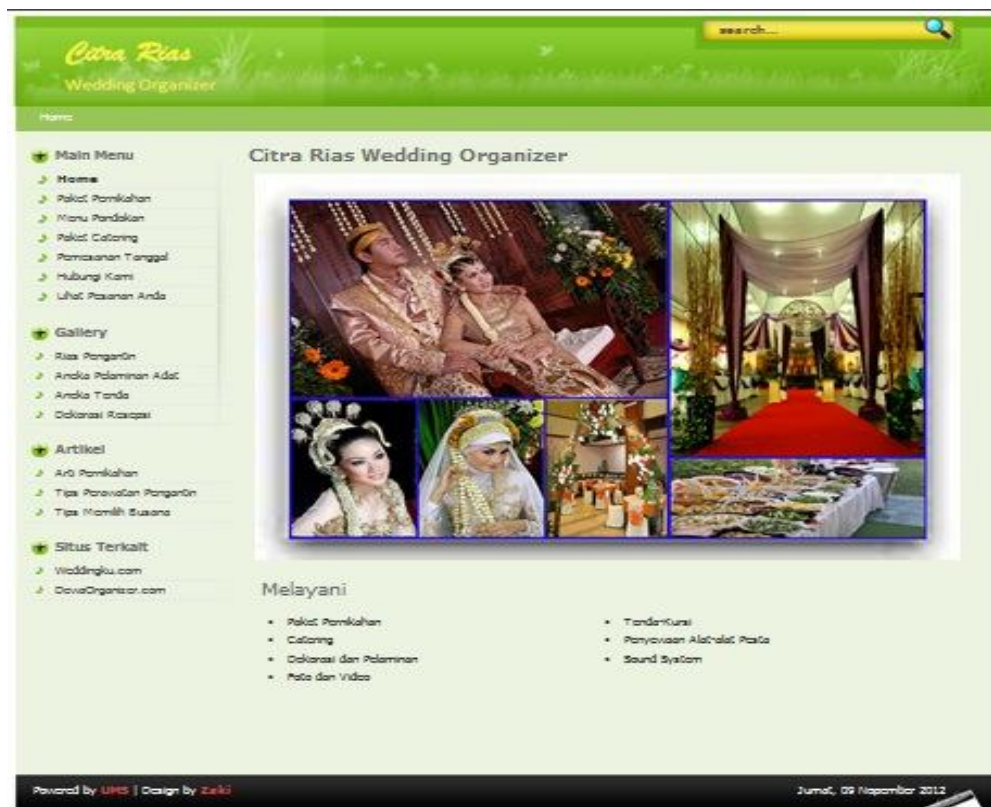 search...
Citra Rias
Wedding Organizer
Home
Main Menu
Home
Paket Pernikahan
Menu Pondokan
Paket Catering
Pemesanan Tanggal
Hubungi Kami
Lihat Pesanan Anda
Gallery
Rias Pengantin
Aneka Pelaminan Adat
Aneka Tenda
Dekorasi Resepsi
Artikel
Arti Pernikahan
Tips Perawatan Pengantin
Tips Memilih Busana
Situs Terkait
Weddingku.com
DewaOrganizer.com
Citra Rias Wedding Organizer
Melayani
Paket Pernikahan
Catering
Dekorasi dan Pelaminan
Foto dan Video
Tenda-Kursi
Penyewaan Alat-alat Pesta
Sound System
Powered by UMS | Design by Zaki
Jumat, 09 Nopember 2012